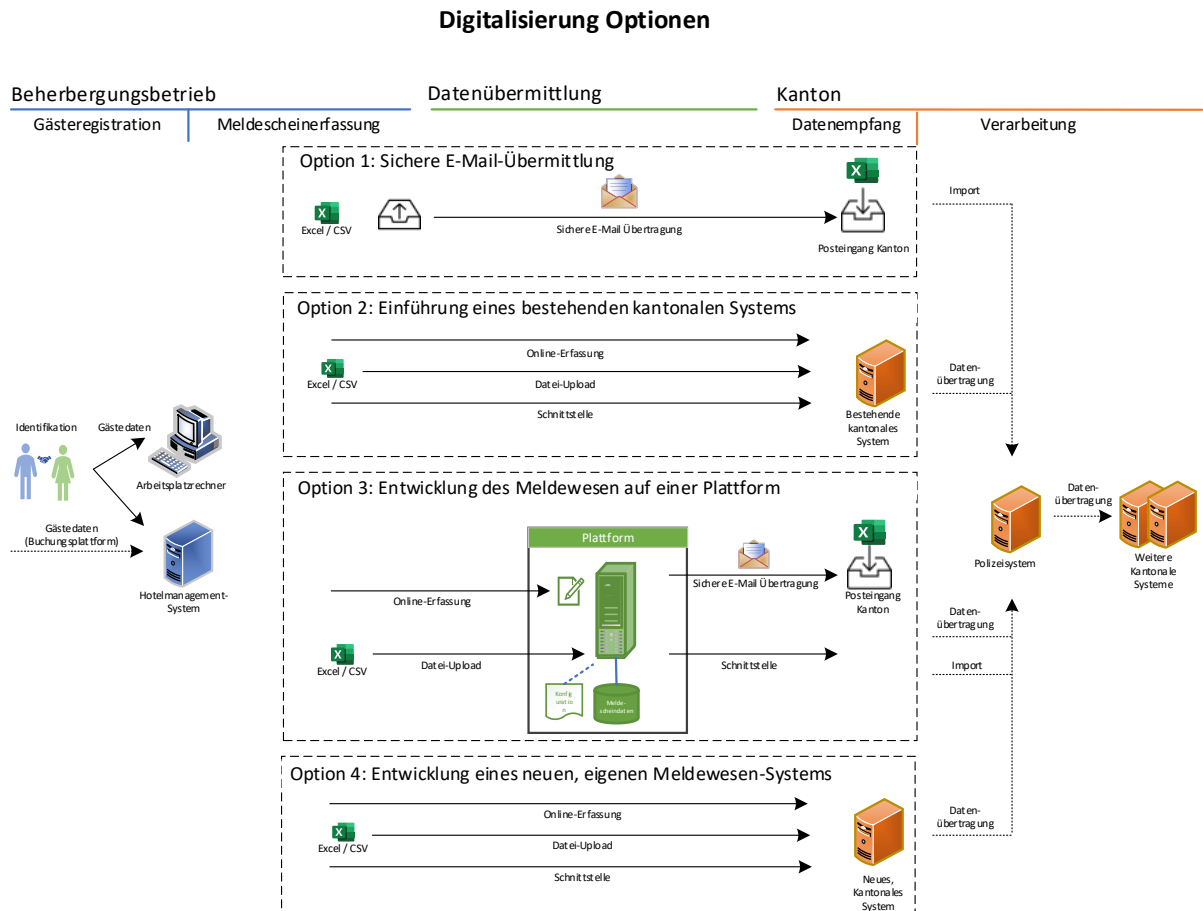 Digitalisierung Optionen
Beherbergungsbetrieb
Datenübermittlung
Kanton
Gästeregistration
Meldescheinerfassung
Datenempfang
Verarbeitung
Option 1: Sichere E-Mail-Übermittlung
Excel / CSV
Sichere E-Mail Übertragung
Posteingang Kanton
Import
Option 2: Einführung eines bestehenden kantonalen Systems
Online-Erfassung
Excel / CSV
Datei-Upload
Schnittstelle
Bestehende
kantonales
System
Daten-
übertragung
Identifikation
Gästedaten
Arbeitsplatzrechner
Gästedaten
(Buchungsplattform)
Hotelmanagement-
System
Option 3: Entwicklung des Meldewesen auf einer Plattform
Plattform
Online-Erfassung
Sichere E-Mail Übertragung
Posteingang
Kanton
Excel / CSV
Datei-Upload
Schnittstelle
Konfig
uratio
n
Melde-
scheindaten
Polizeisystem
Daten-
übertragung
Weitere
Kantonale
Systeme
Daten-
übertragung
Import
Option 4: Entwicklung eines neuen, eigenen Meldewesen-Systems
Online-Erfassung
Excel / CSV
Datei-Upload
Schnittstelle
Neues,
Kantonales
System
Daten-
übertragung